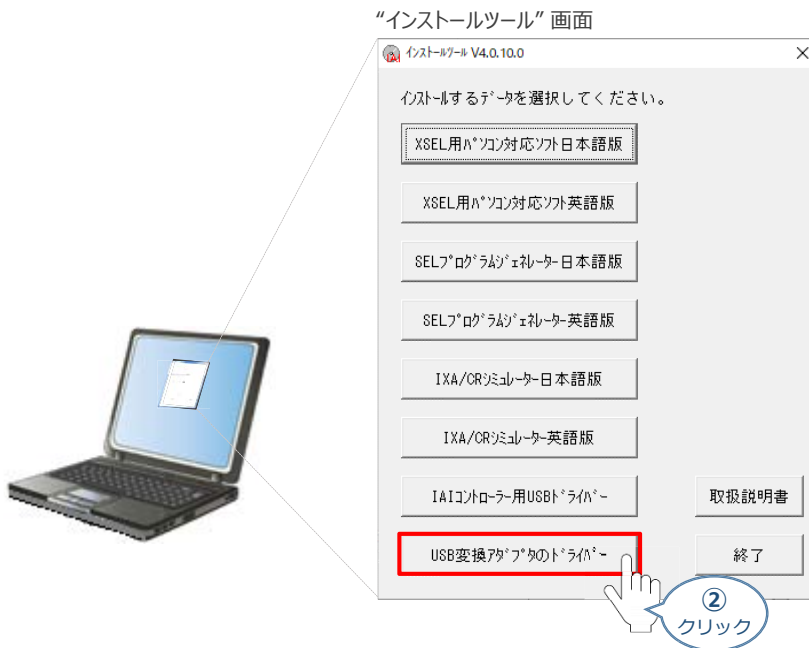 “インストールツール” 画面
インストールツール V4.0.10.0
インストールするデータを選択してください。
XSEL用パソコン対応ソフト日本語版
XSEL用パソコン対応ソフト英語版
SELプログラムジェネレーター日本語版
SELプログラムジェネレーター英語版
IXA/CRシミュレーター日本語版
IXA/CRシミュレーター英語版
IAIコントローラー用USBドライバー
取扱説明書
USB変換アダプタのドライバー
終了
②
クリック